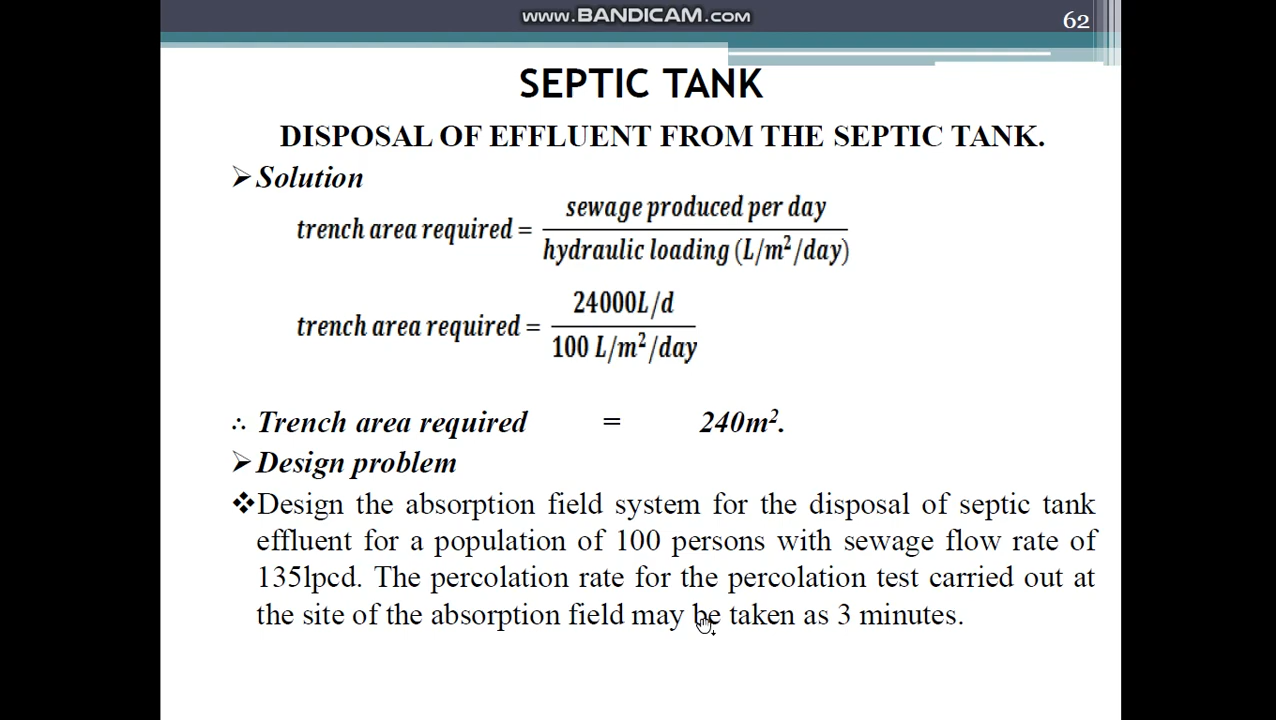 WWW.BANDICAM.COM
62
SEPTIC TANK
DISPOSAL OF EFFLUENT FROM THE SEPTIC TANK.
➢Solution
trench area required = sewage produced per day / hydraulic loading (L/m²/day)
trench area required = 24000L/d / 100 L/m²/day
∴ Trench area required = 240m².
➢Design problem
❖Design the absorption field system for the disposal of septic tank
effluent for a population of 100 persons with sewage flow rate of
135lpcd. The percolation rate for the percolation test carried out at
the site of the absorption field may be taken as 3 minutes.